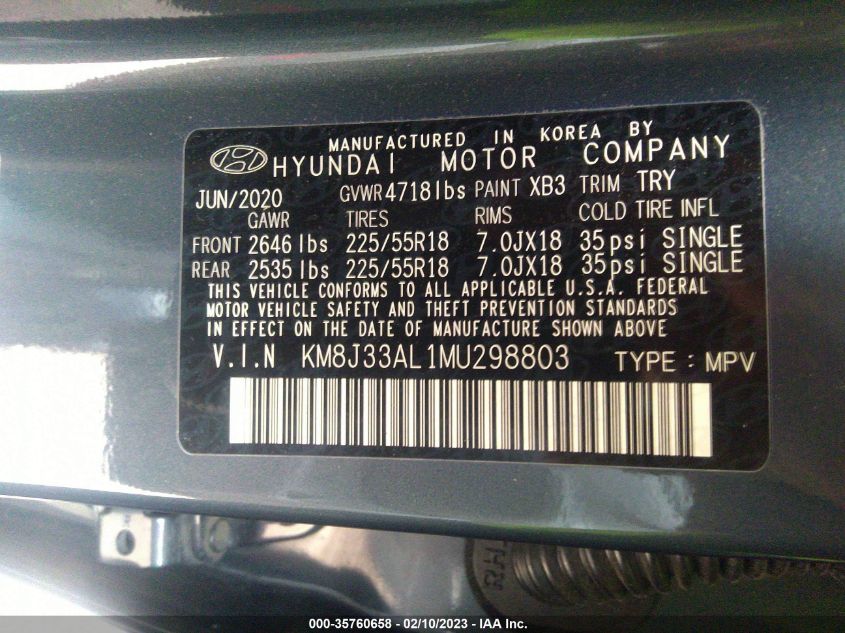 MANUFACTURED IN KOREA BY
HYUNDAI MOTOR COMPANY
JUN/2020 GVWR 4718 lbs PAINT XB3 TRIM TRY
GAWR TIRES RIMS COLD TIRE INFL
FRONT 2646 lbs 225/55R18 7.0JX18 35psi SINGLE
REAR 2535 lbs 225/55R18 7.0JX18 35psi SINGLE
THIS VEHICLE CONFORMS TO ALL APPLICABLE U.S.A. FEDERAL
MOTOR VEHICLE SAFETY AND THEFT PREVENTION STANDARDS
IN EFFECT ON THE DATE OF MANUFACTURE SHOWN ABOVE
V.I.N KM8J33AL1MU298803 TYPE : MPV
RH
000-35760658 - 02/10/2023 - IAA Inc.